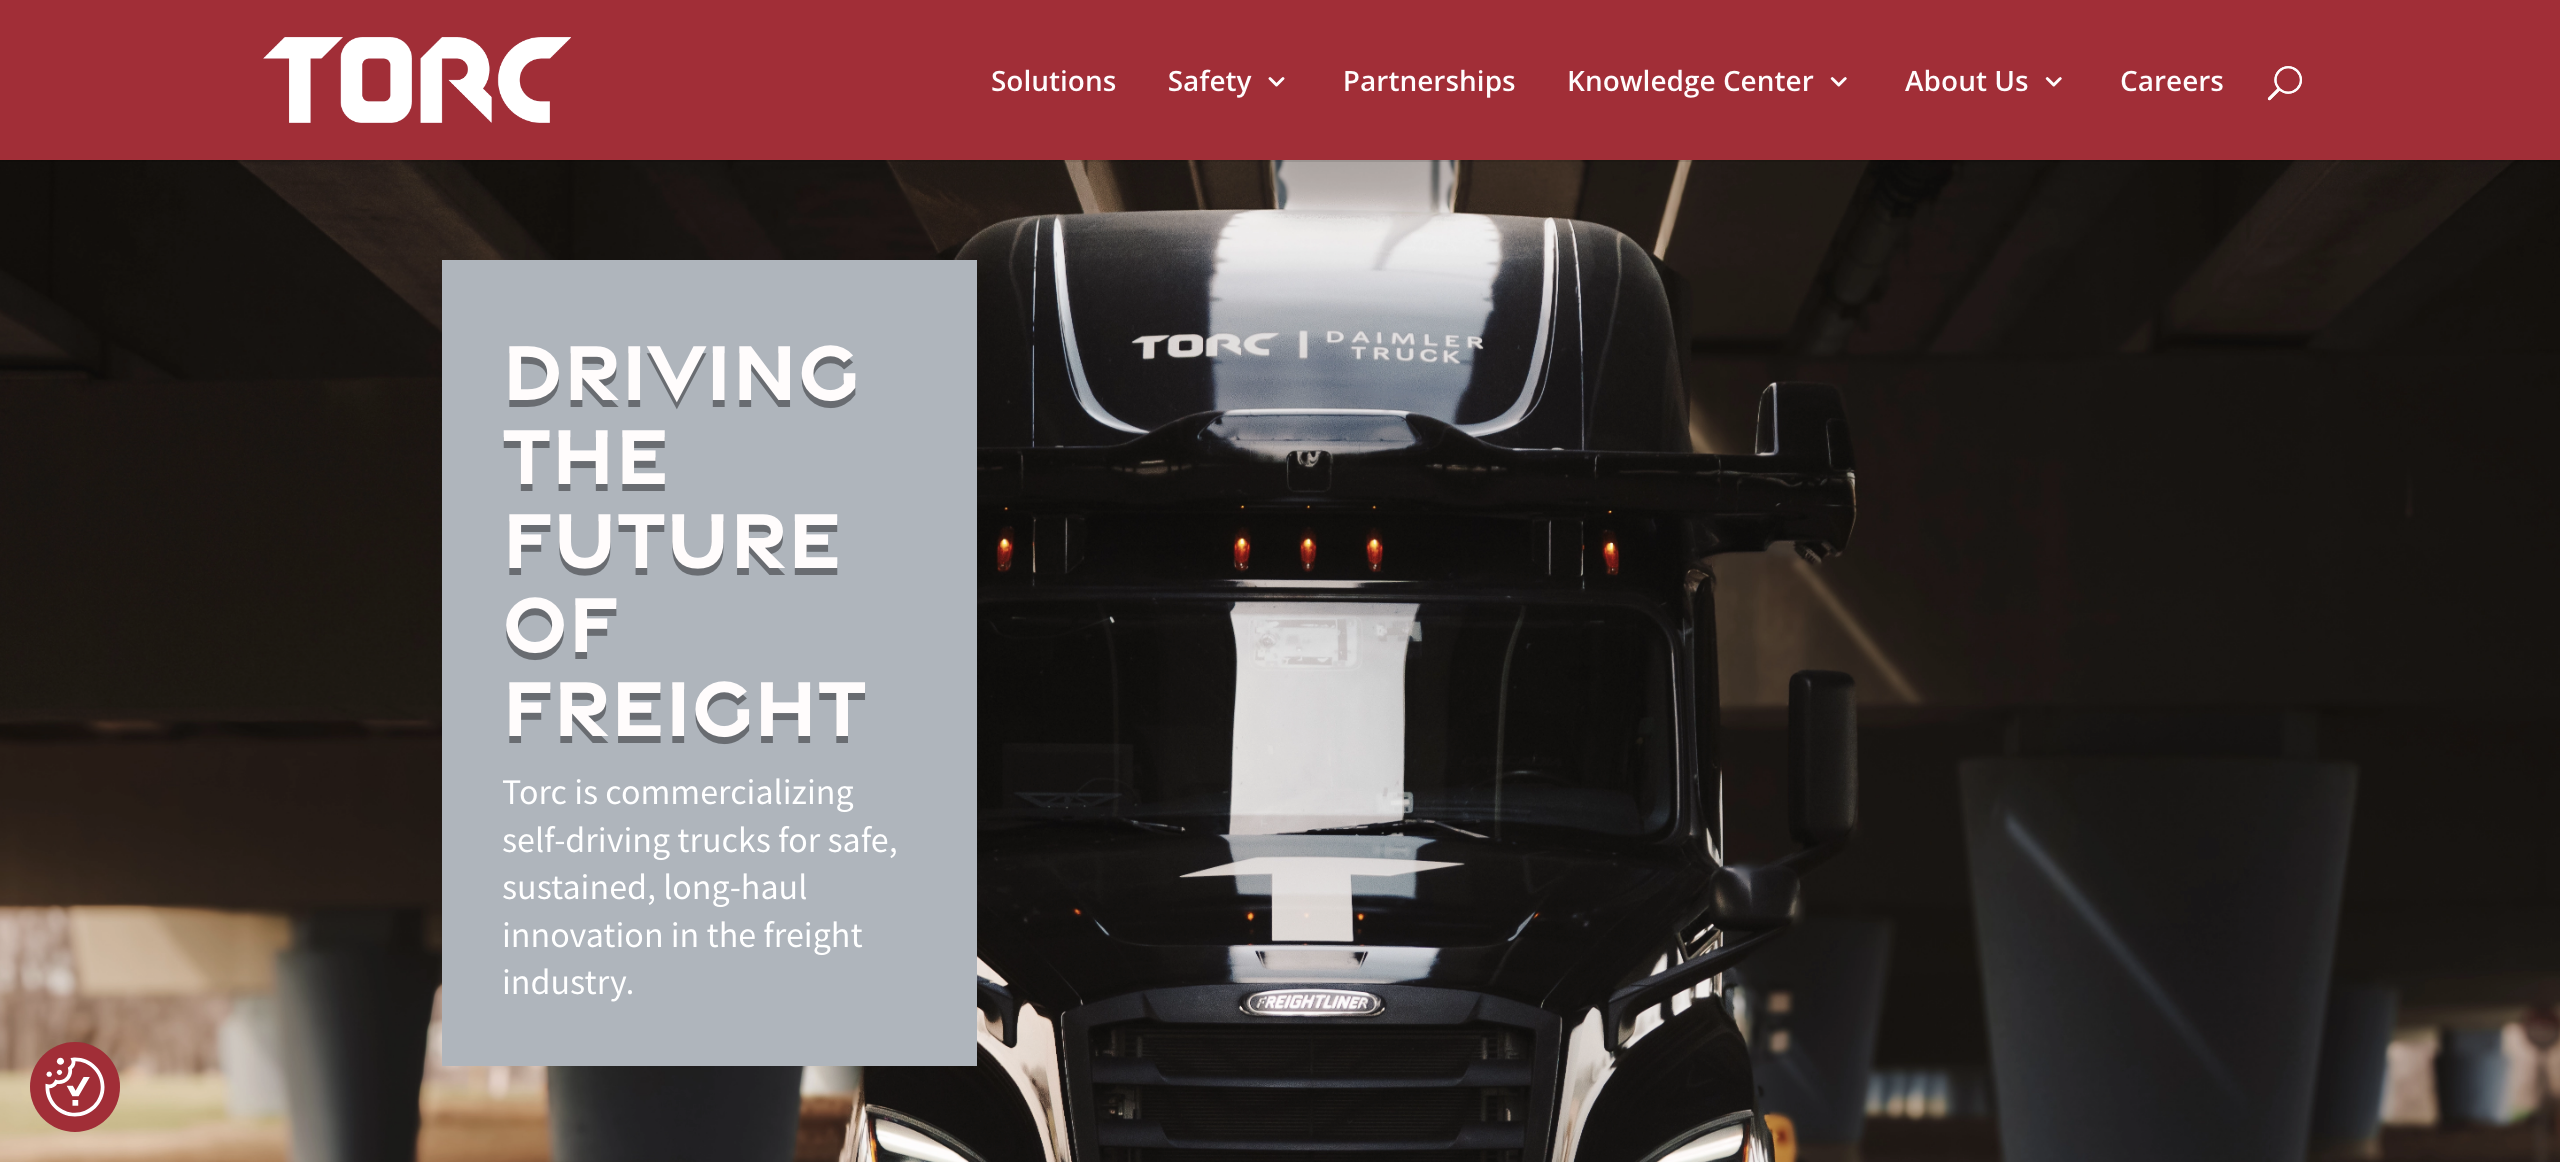 TORC
Solutions Safety Partnerships Knowledge Center About Us Careers
TORC | DAIMLER TRUCK
DRIVING
THE
FUTURE
OF
FREIGHT
Torc is commercializing
self-driving trucks for safe,
sustained, long-haul
innovation in the freight
industry.
FREIGHTLINER